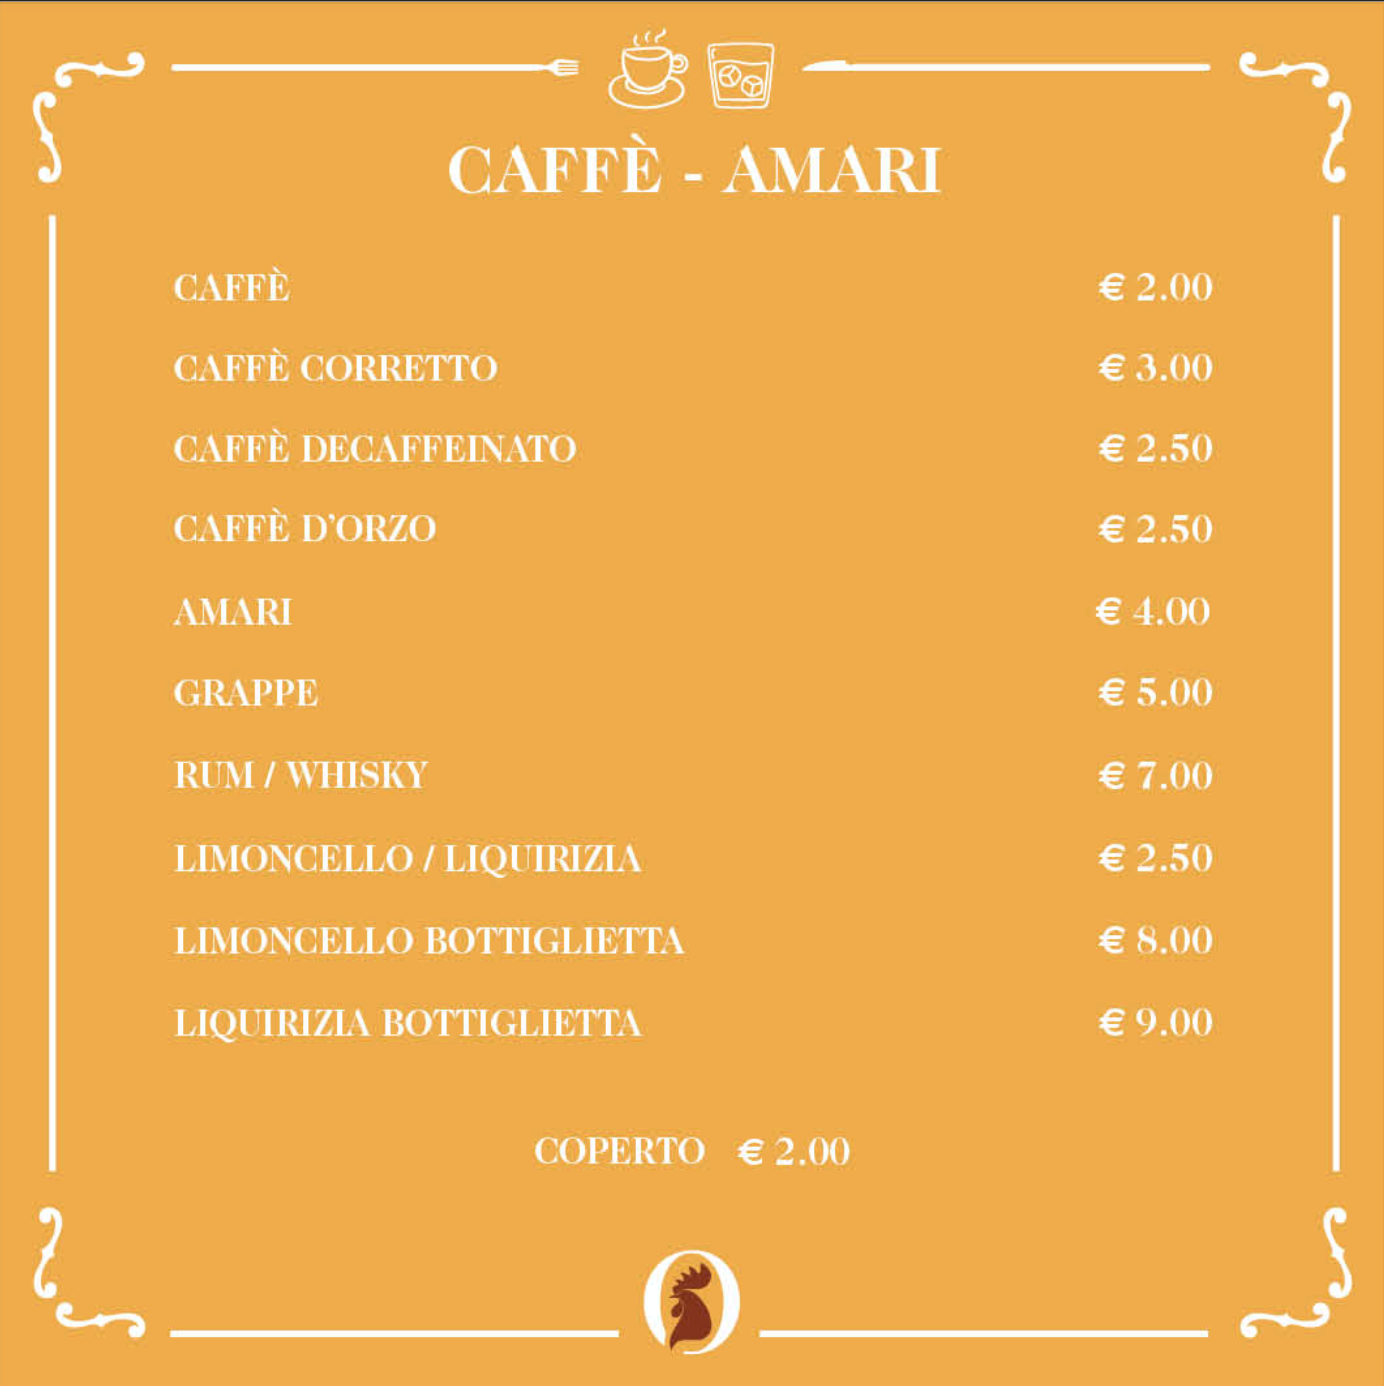 CAFFÈ - AMARI
CAFFÈ € 2.00
CAFFÈ CORRETTO € 3.00
CAFFÈ DECAFFEINATO € 2.50
CAFFÈ D’ORZO € 2.50
AMARI € 4.00
GRAPPE € 5.00
RUM / WHISKY € 7.00
LIMONCELLO / LIQUIRIZIA € 2.50
LIMONCELLO BOTTIGLIETTA € 8.00
LIQUIRIZIA BOTTIGLIETTA € 9.00
COPERTO € 2.00